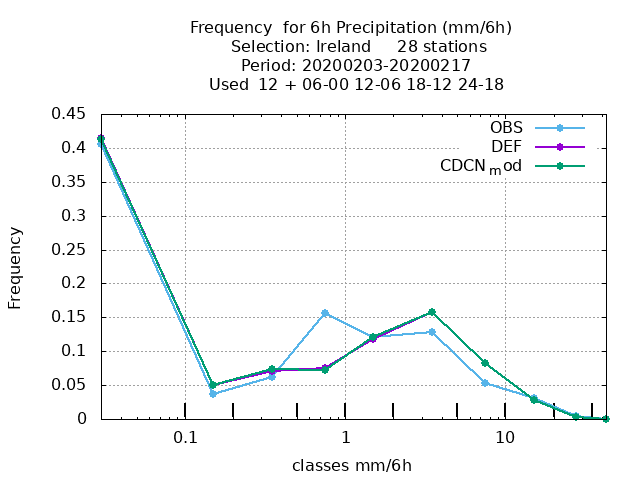 Frequency  for 6h Precipitation (mm/6h)
Selection: Ireland     28 stations
Period: 20200203-20200217
Used  12 + 06-00 12-06 18-12 24-18
OBS
DEF
CDCN_mod
Frequency
0.45
0.4
0.35
0.3
0.25
0.2
0.15
0.1
0.05
0
0.1 1 10
classes mm/6h